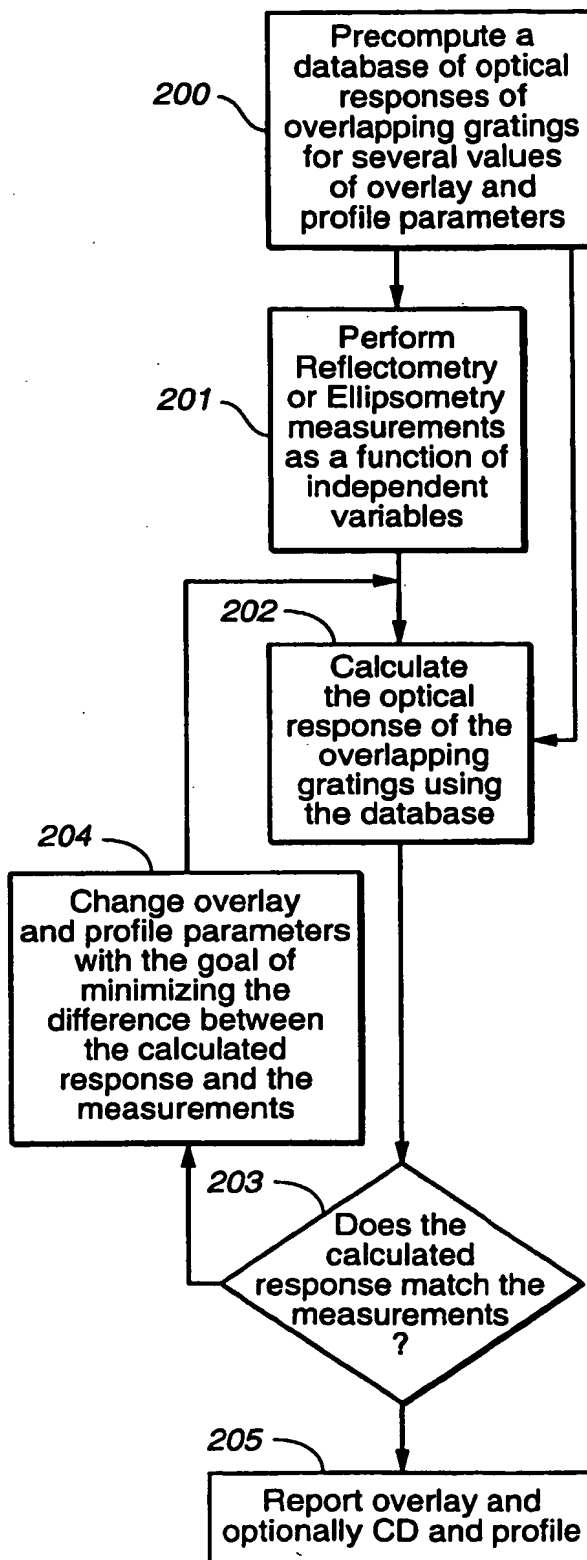 200
Precompute a
database of optical
responses of
overlapping gratings
for several values
of overlay and
profile parameters
201
Perform
Reflectometry
or Ellipsometry
measurements
as a function of
independent
variables
202
Calculate
the optical
response of the
overlapping
gratings using
the database
204
Change overlay
and profile parameters
with the goal of
minimizing the
difference between
the calculated
response and the
measurements
203
Does the
calculated
response match the
measurements
?
205
Report overlay and
optionally CD and profile